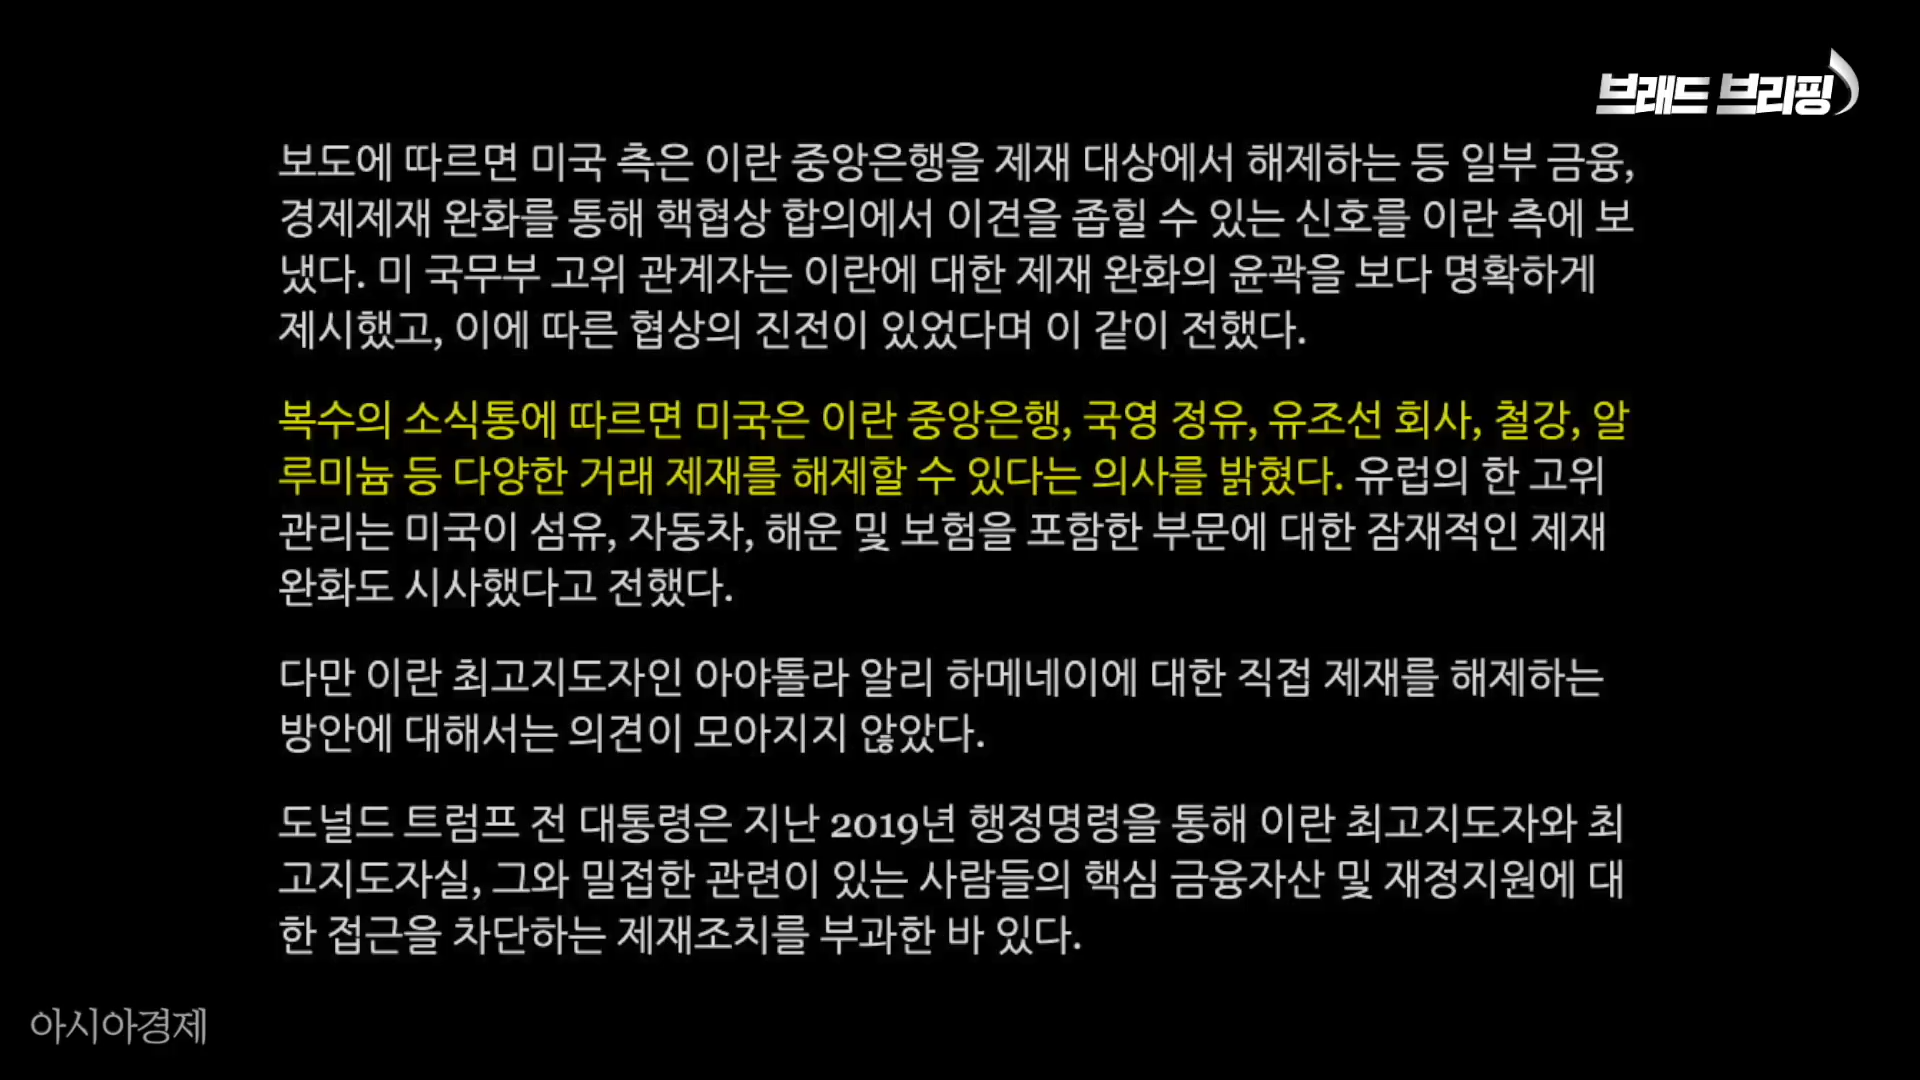 브래드 브리핑
보도에 따르면 미국 측은 이란 중앙은행을 제재 대상에서 해제하는 등 일부 금융,
경제제재 완화를 통해 핵협상 합의에서 이견을 좁힐 수 있는 신호를 이란 측에 보
냈다. 미 국무부 고위 관계자는 이란에 대한 제재 완화의 윤곽을 보다 명확하게
제시했고, 이에 따른 협상의 진전이 있었다며 이 같이 전했다.
복수의 소식통에 따르면 미국은 이란 중앙은행, 국영 정유, 유조선 회사, 철강, 알
루미늄 등 다양한 거래 제재를 해제할 수 있다는 의사를 밝혔다. 유럽의 한 고위
관리는 미국이 섬유, 자동차, 해운 및 보험을 포함한 부문에 대한 잠재적인 제재
완화도 시사했다고 전했다.
다만 이란 최고지도자인 아야톨라 알리 하메네이에 대한 직접 제재를 해제하는
방안에 대해서는 의견이 모아지지 않았다.
도널드 트럼프 전 대통령은 지난 2019년 행정명령을 통해 이란 최고지도자와 최
고지도자실, 그와 밀접한 관련이 있는 사람들의 핵심 금융자산 및 재정지원에 대
한 접근을 차단하는 제재조치를 부과한 바 있다.
아시아경제